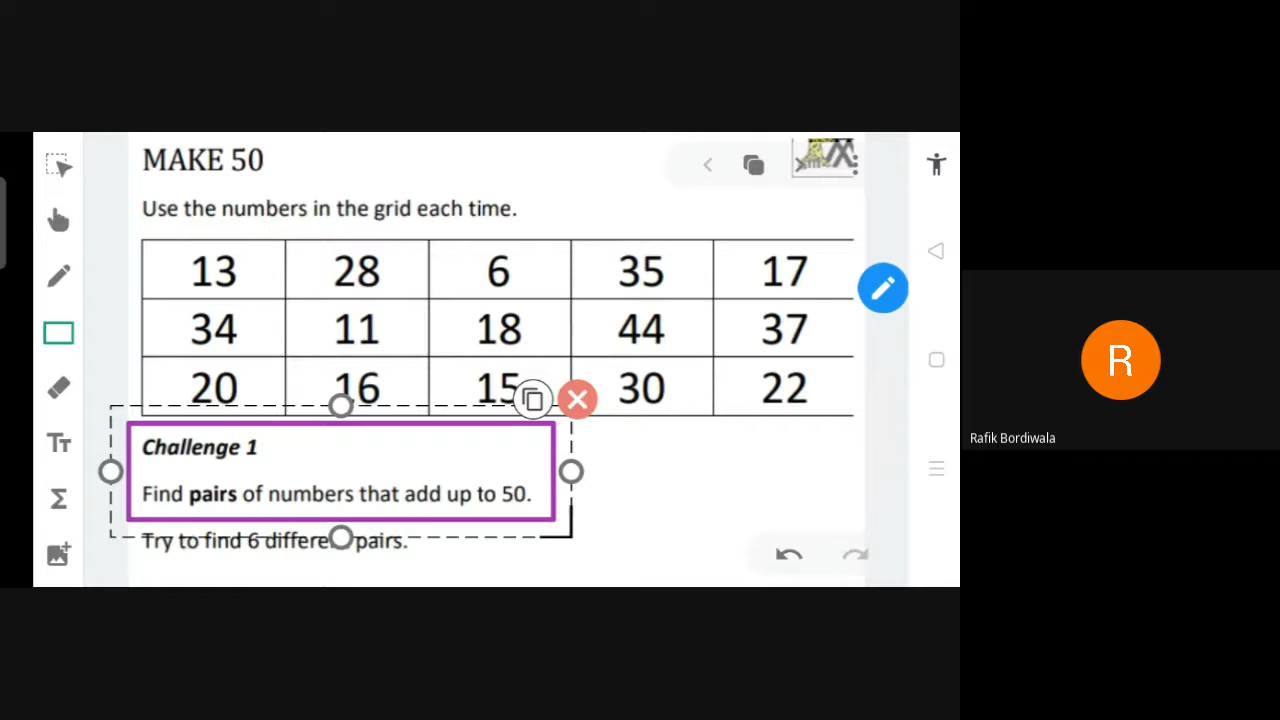 MAKE 50
Use the numbers in the grid each time.
13 28 6 35 17
34 11 18 44 37
20 16 15 30 22
Challenge 1
Find pairs of numbers that add up to 50.
Try to find 6 different pairs.
Tт
Σ
R
Rafik Bordiwala